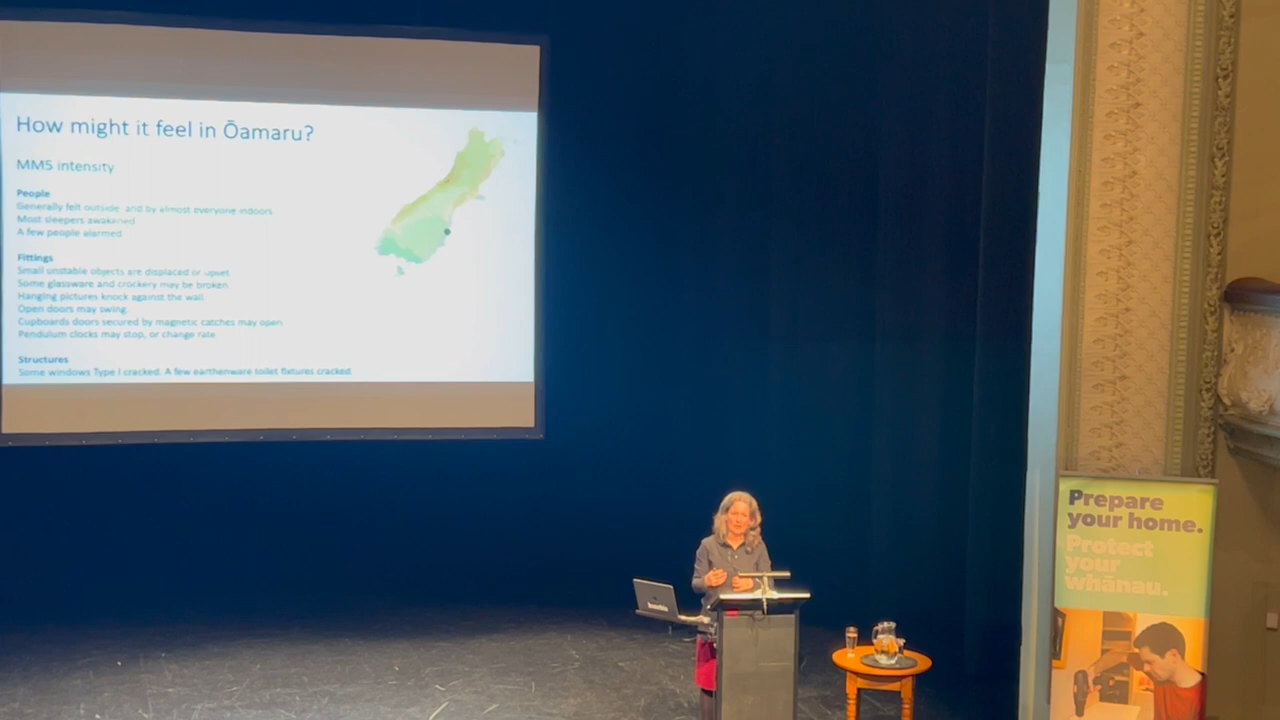 How might it feel in Ōamaru?
MM5 intensity
People
Generally felt outside, and by almost everyone indoors.
Most sleepers awakened.
A few people alarmed.
Fittings
Small unstable objects are displaced or upset.
Some glassware and crockery may be broken.
Hanging pictures knock against the wall.
Open doors may swing.
Cupboards doors secured by magnetic catches may open.
Pendulum clocks may stop, or change rate.
Structures
Some windows Type I cracked. A few earthenware toilet fixtures cracked.
Prepare
your home.
Protect
your
whānau.